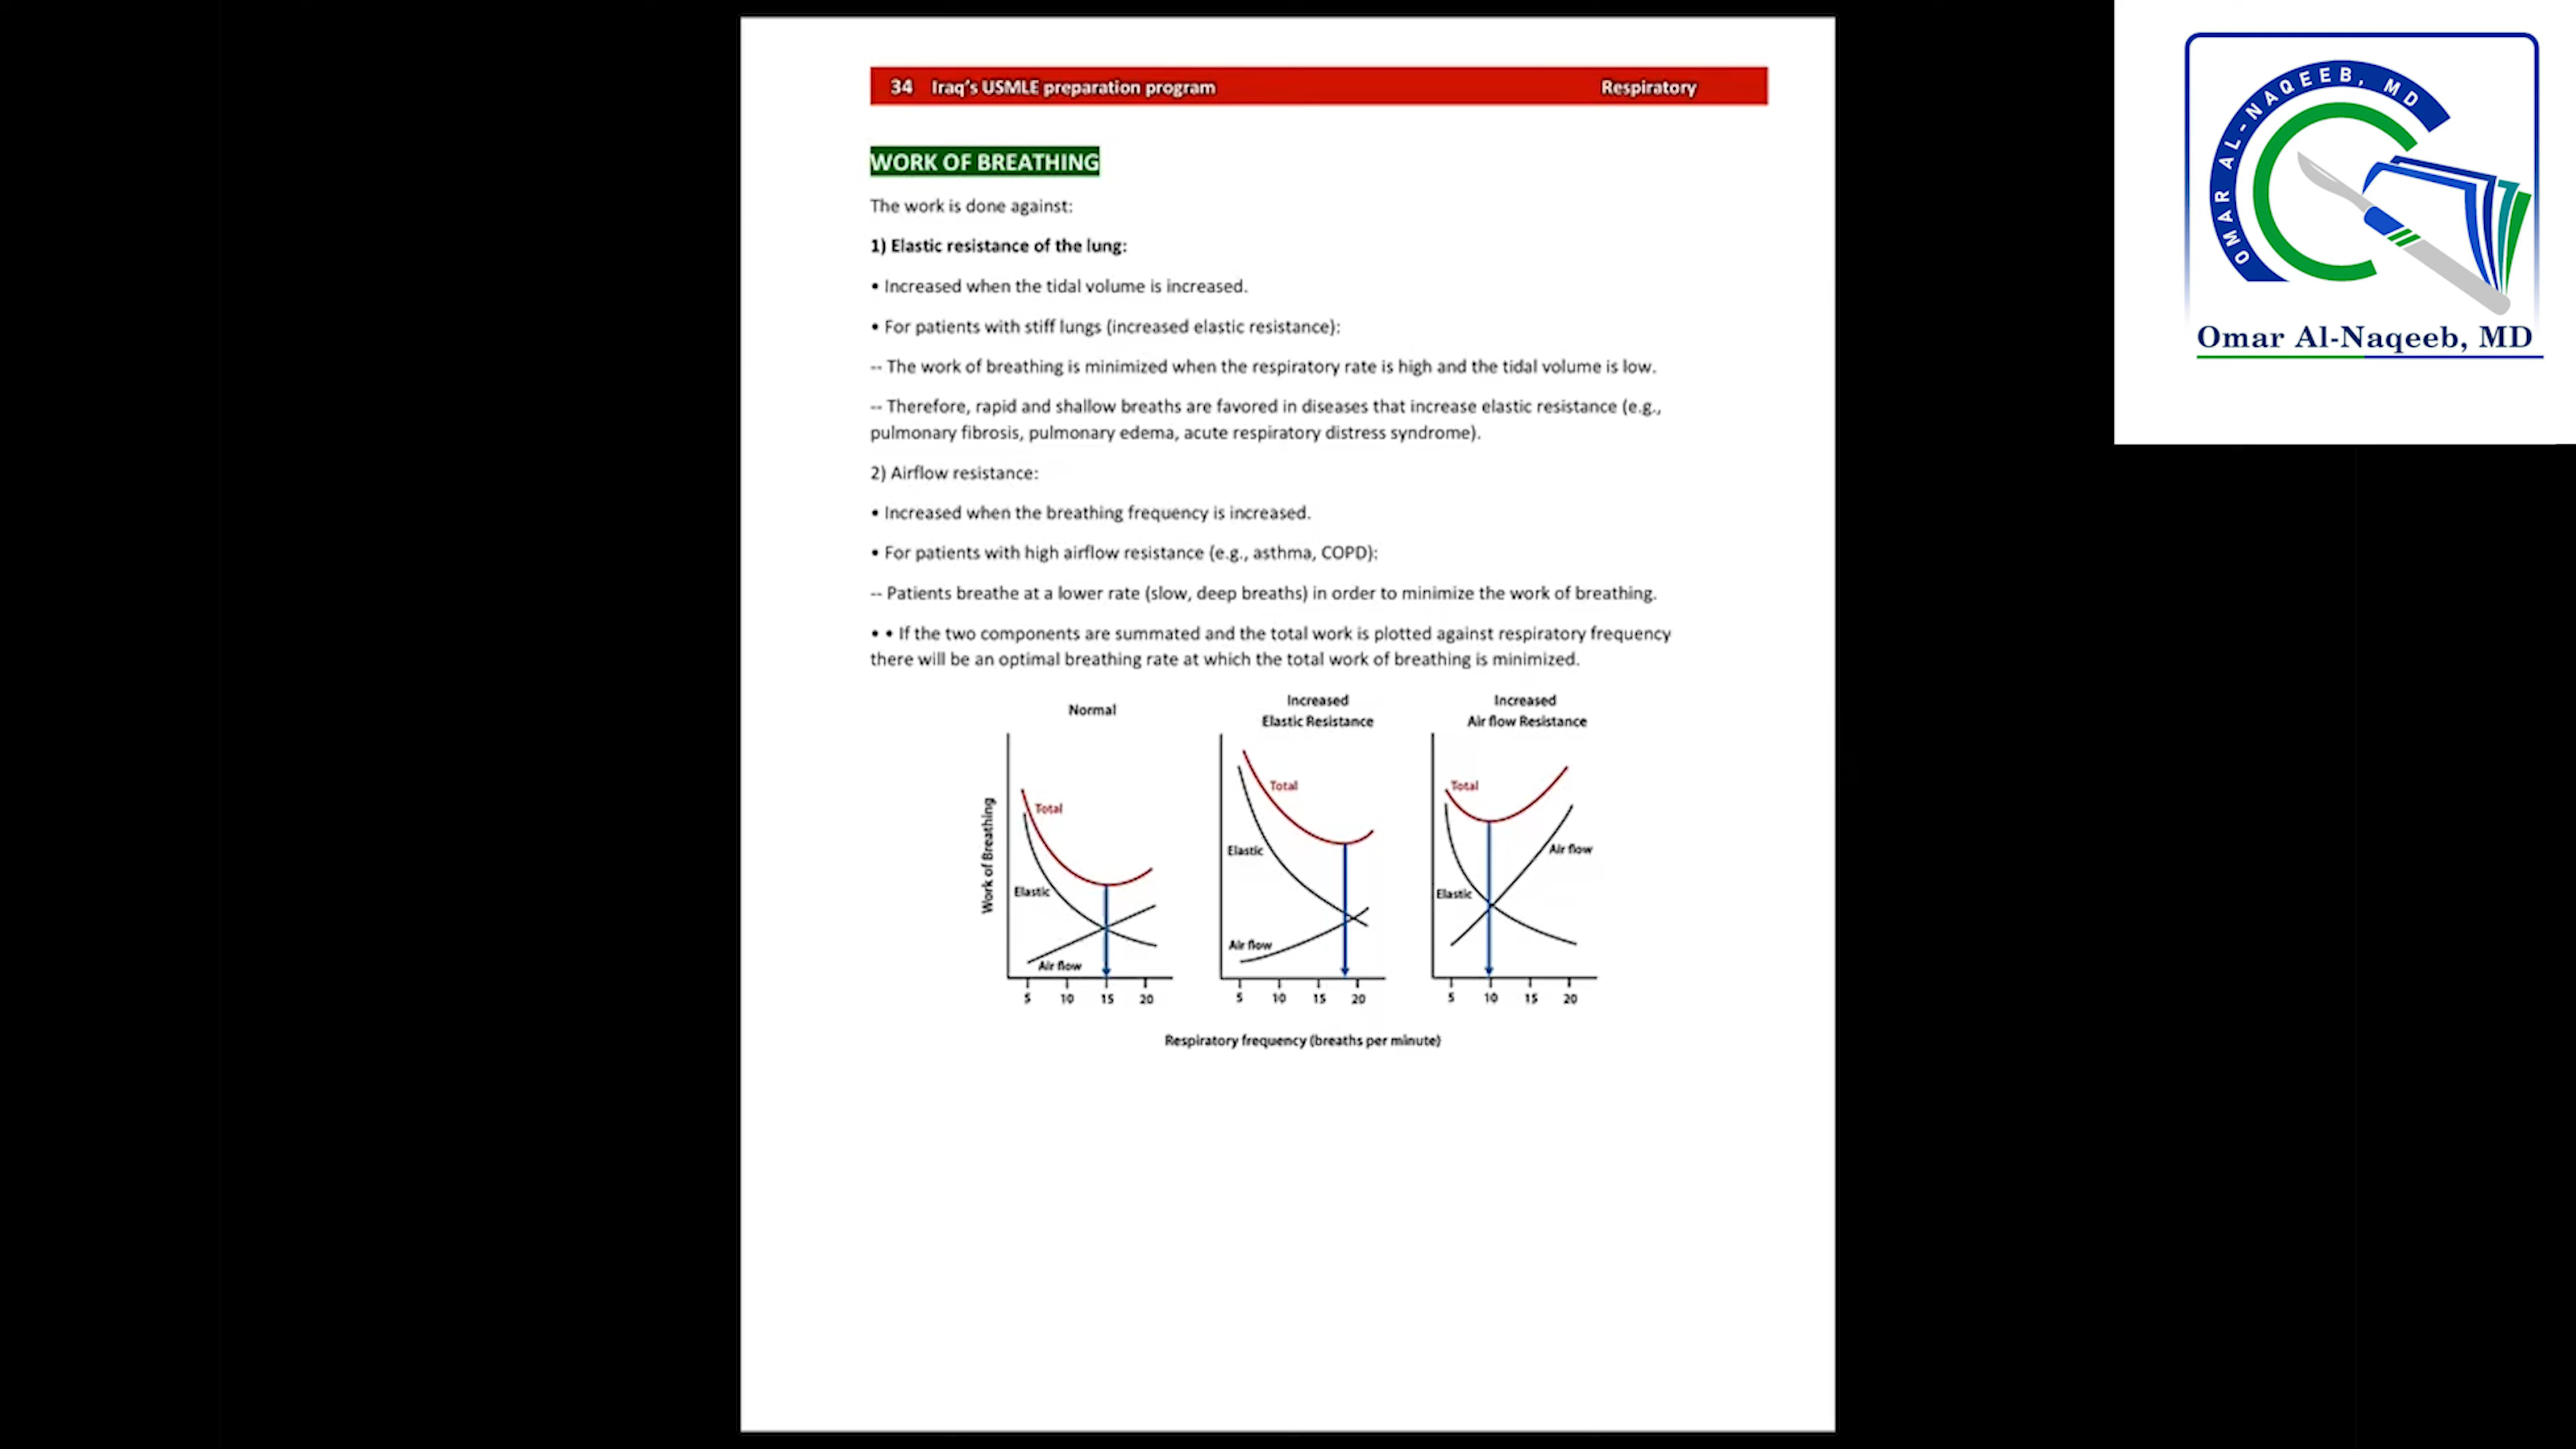 34 Iraq's USMLE preparation program Respiratory
WORK OF BREATHING
The work is done against:
1) Elastic resistance of the lung:
• Increased when the tidal volume is increased.
• For patients with stiff lungs (increased elastic resistance):
-- The work of breathing is minimized when the respiratory rate is high and the tidal volume is low.
-- Therefore, rapid and shallow breaths are favored in diseases that increase elastic resistance (e.g.,
pulmonary fibrosis, pulmonary edema, acute respiratory distress syndrome).
2) Airflow resistance:
• Increased when the breathing frequency is increased.
• For patients with high airflow resistance (e.g., asthma, COPD):
-- Patients breathe at a lower rate (slow, deep breaths) in order to minimize the work of breathing.
• • If the two components are summated and the total work is plotted against respiratory frequency
there will be an optimal breathing rate at which the total work of breathing is minimized.
Normal
Work of Breathing
Total
Elastic
Air flow
5 10 15 20
Increased
Elastic Resistance
Total
Elastic
Air flow
5 10 15 20
Increased
Air flow Resistance
Total
Air flow
Elastic
5 10 15 20
Respiratory frequency (breaths per minute)
OMAR AL-NAQEEB, MD
Omar Al-Naqeeb, MD